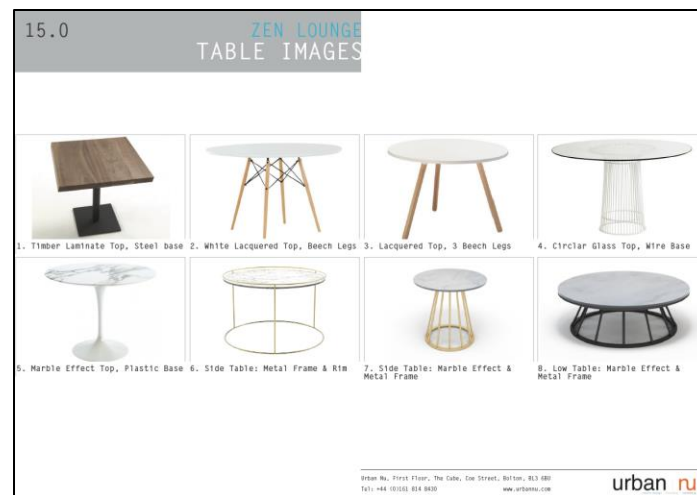 15.0
ZEN LOUNGE
TABLE IMAGES
1. Timber Laminate Top, Steel base
2. White Lacquered Top, Beech Legs
3. Lacquered Top, 3 Beech Legs
4. Circlar Glass Top, Wire Base
5. Marble Effect Top, Plastic Base
6. Side Table: Metal Frame & Rim
7. Side Table: Marble Effect &
Metal Frame
8. Low Table: Marble Effect &
Metal Frame
Urban Nu, First Floor, The Cube, Coe Street, Bolton, BL3 6BU
Tel: +44 (0)161 814 8430 www.urbannu.com
urban nu